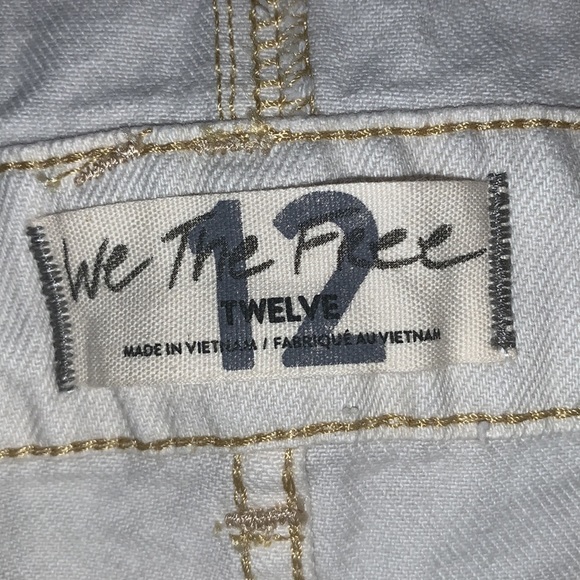 We The Free
12
TWELVE
MADE IN VIETNAM / FABRIQUÉ AU VIETNAM